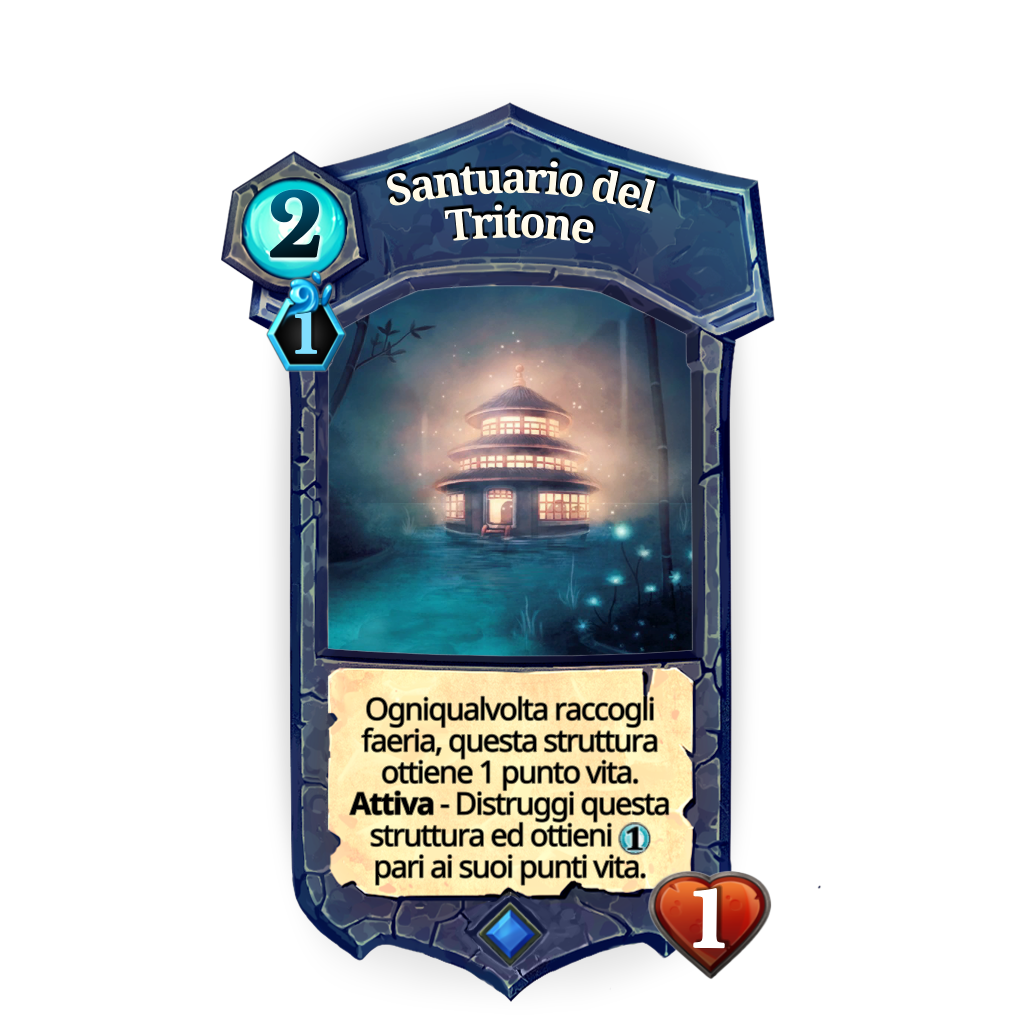 Santuario del
Tritone
2
1
Ogniqualvolta raccogli
faeria, questa struttura
ottiene 1 punto vita.
Attiva - Distruggi questa
struttura ed ottieni 1
pari ai suoi punti vita.
1